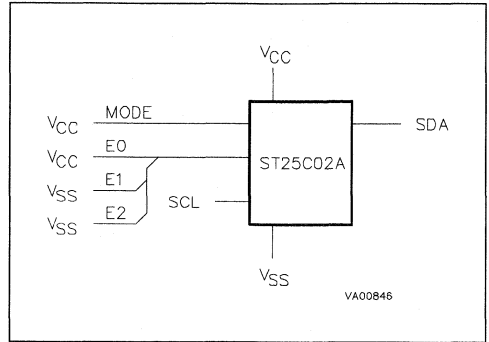 VCC
VCC MODE
SDA
VCC E0
ST25C02A
VSS E1
SCL
VSS E2
VSS
VA00846